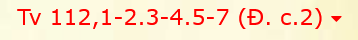 Tv 112,1-2.3-4.5-7 (Đ. c.2)